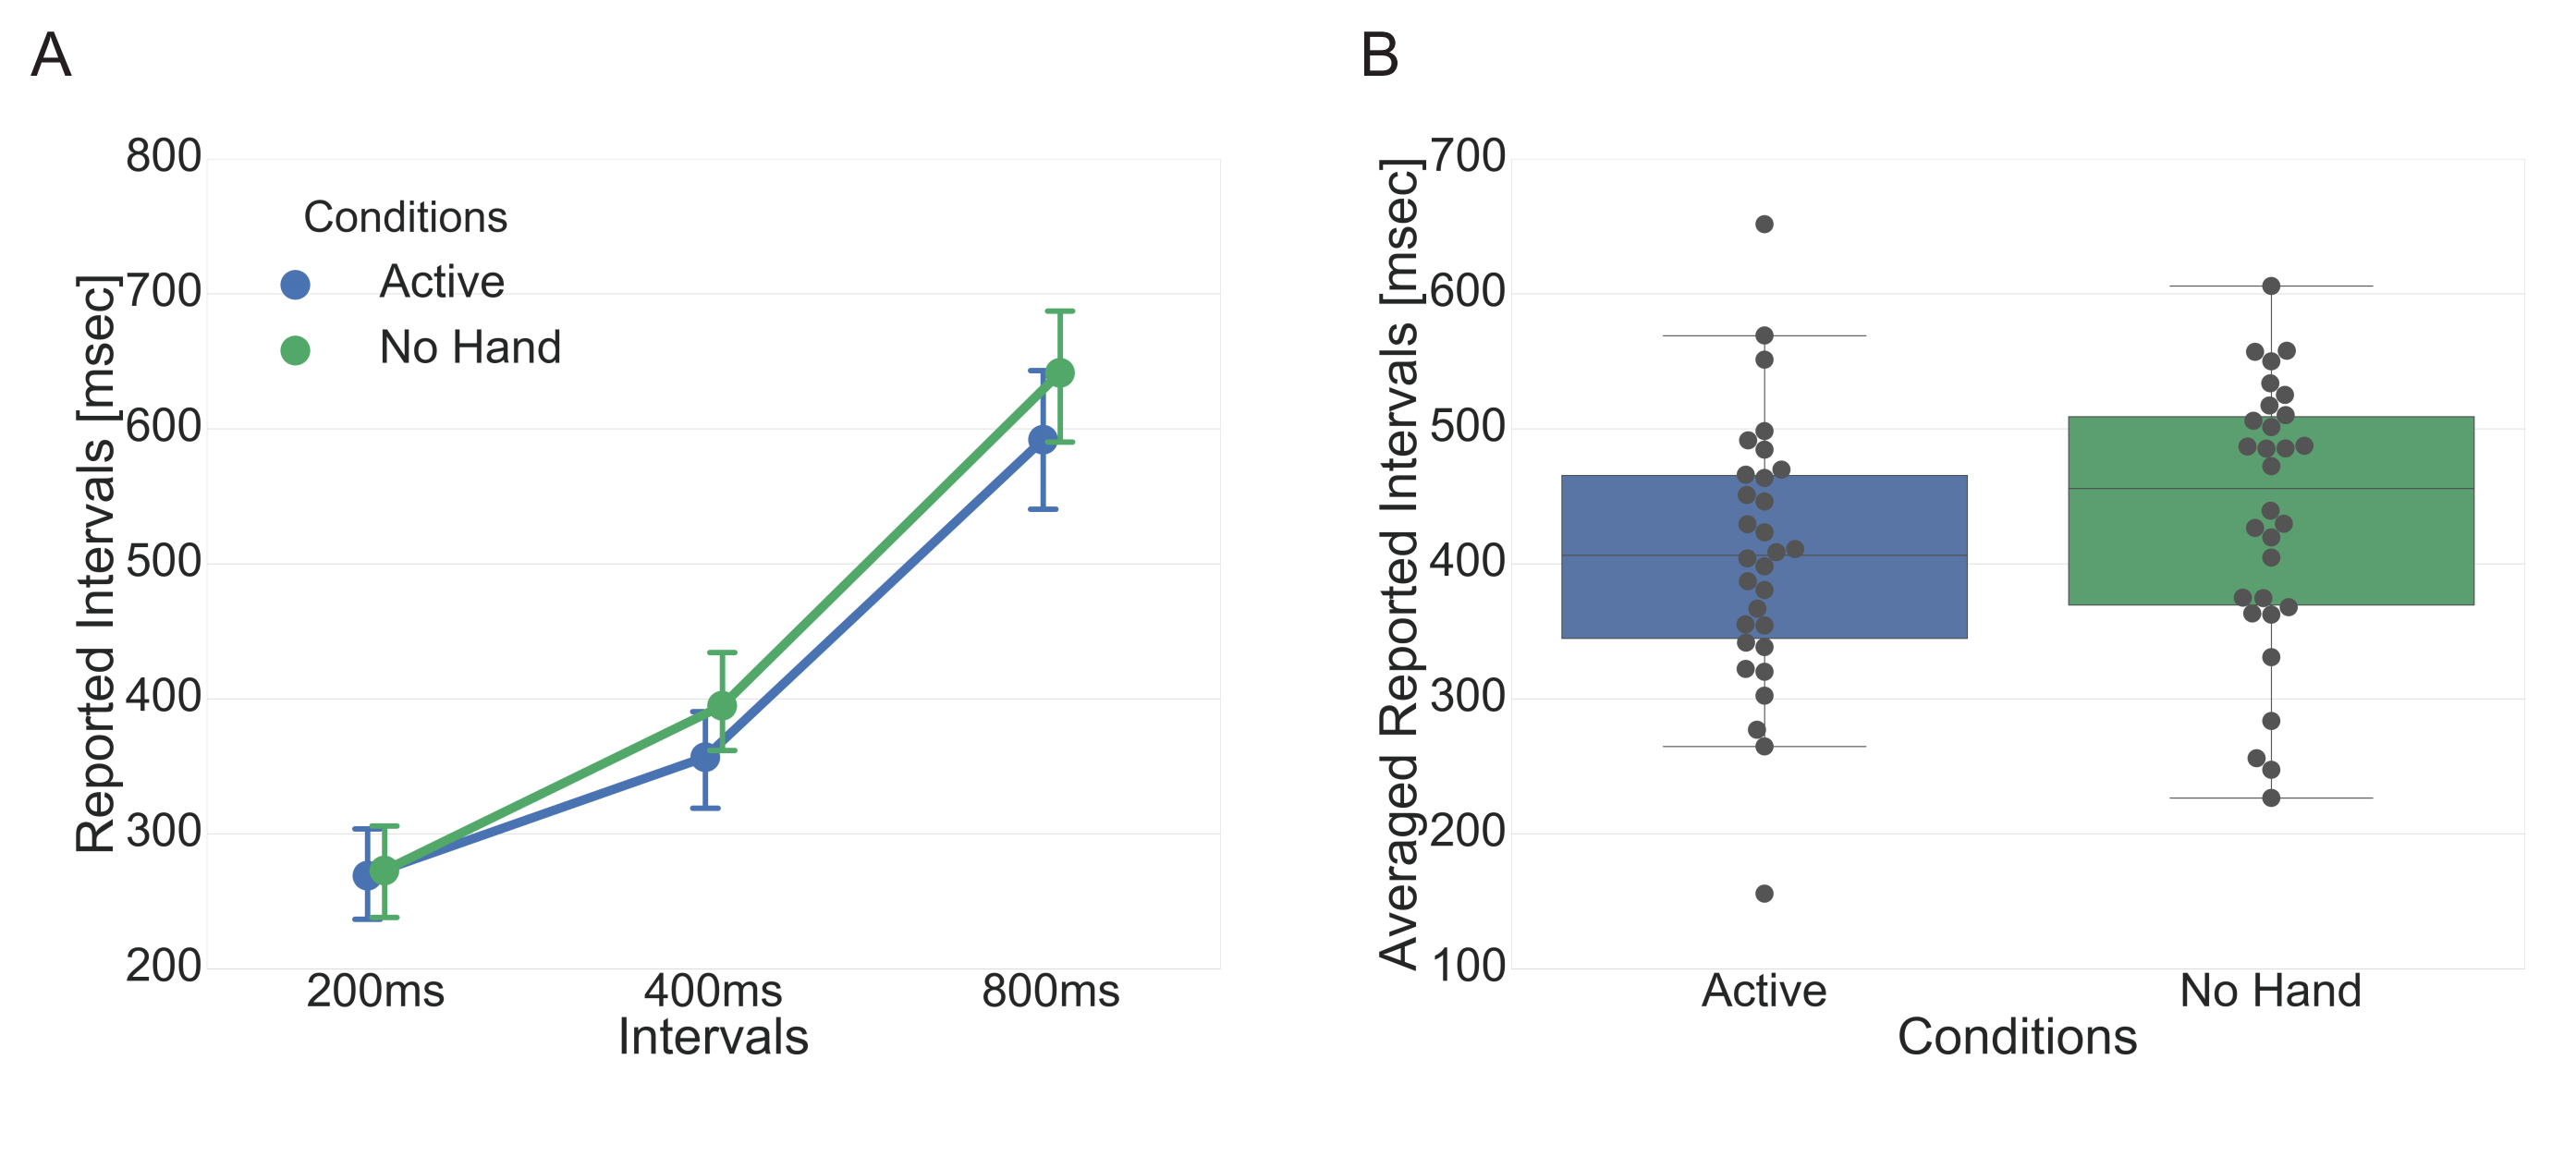 A
Reported Intervals [msec]
800
700
600
500
400
300
200
Conditions
Active
No Hand
200ms
400ms
800ms
Intervals
B
Averaged Reported Intervals [msec]
700
600
500
400
300
200
100
Active
No Hand
Conditions